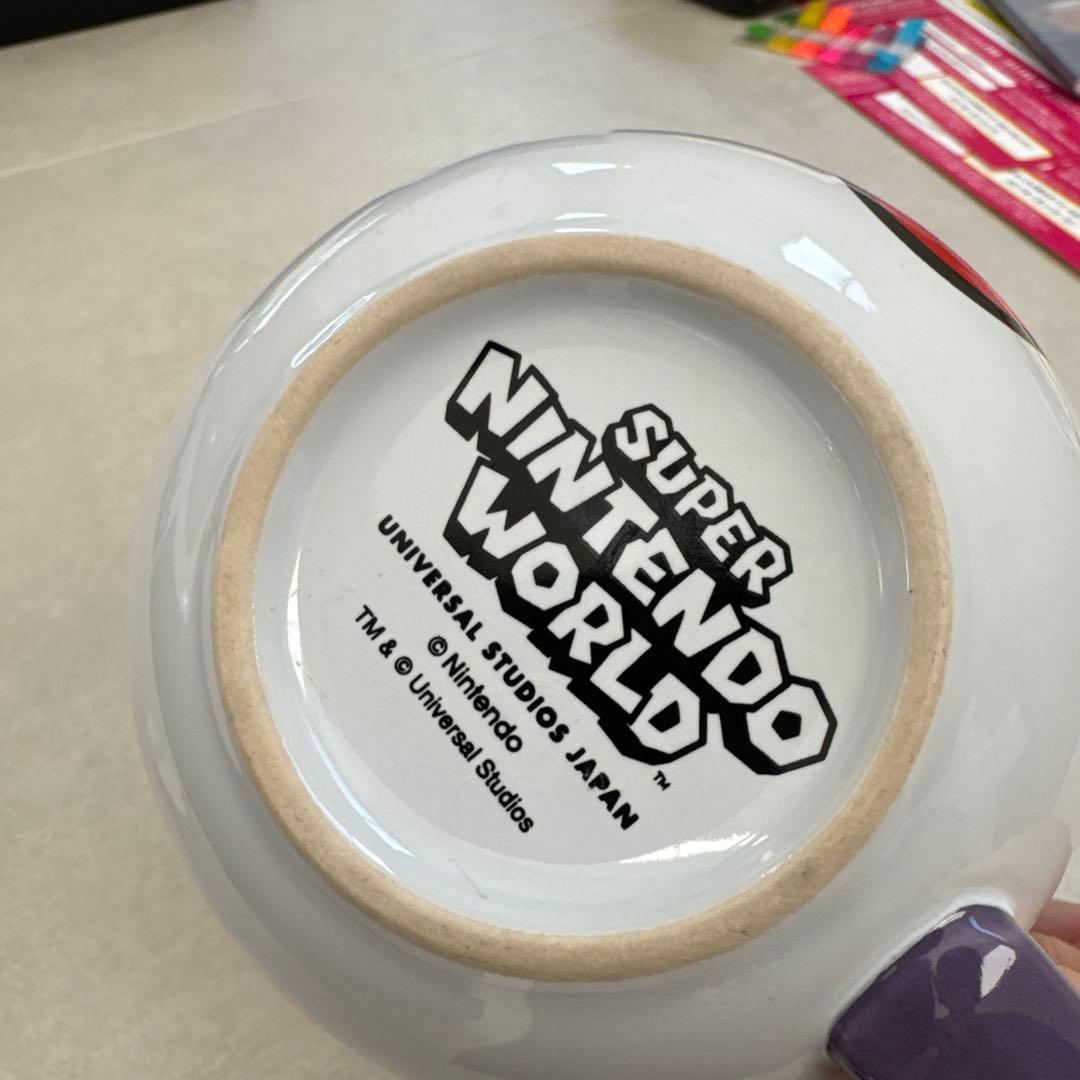 SUPER
NINTENDO
WORLD
™
UNIVERSAL STUDIOS JAPAN
© Nintendo
TM & © Universal Studios